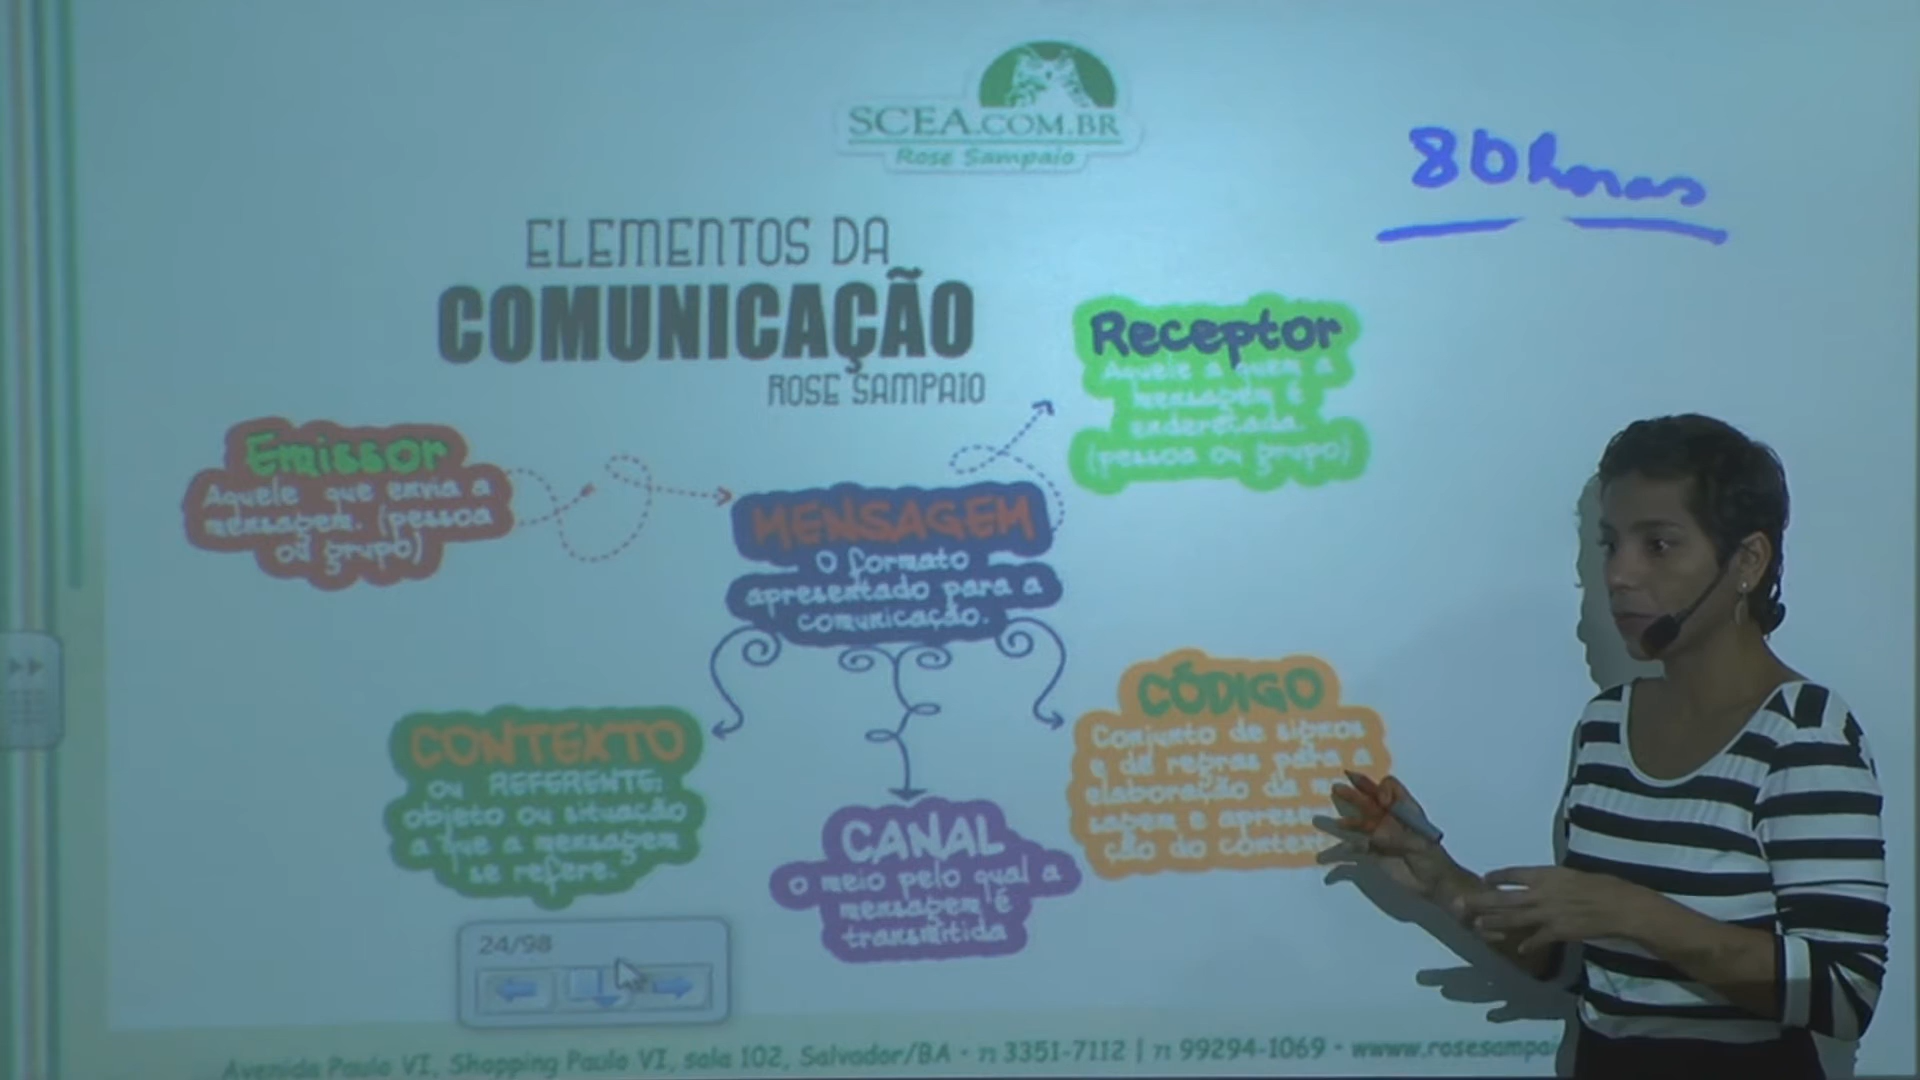 SCEA.COM.BR
Rose Sampaio
80 horas
ELEMENTOS DA
COMUNICAÇÃO
ROSE SAMPAIO
Receptor
Aquele a quem a
mensagem é
endereçada.
(pessoa ou grupo)
Emissor
Aquele que envia a
mensagem. (pessoa
ou grupo)
MENSAGEM
O formato
apresentado para a
comunicação.
CONTEXTO
OU REFERENTE:
objeto ou situação
a que a mensagem
se refere.
CANAL
o meio pelo qual a
mensagem é
transmitida
CÓDIGO
Conjunto de signos
e de regras para a
elaboração da
sagem e
ção do
24/98
Avenida Paulo VI, Shopping Paulo VI, sala 102, Salvador/BA - 71 3351-7112 | 71 99294-1069 - www.rosesampai